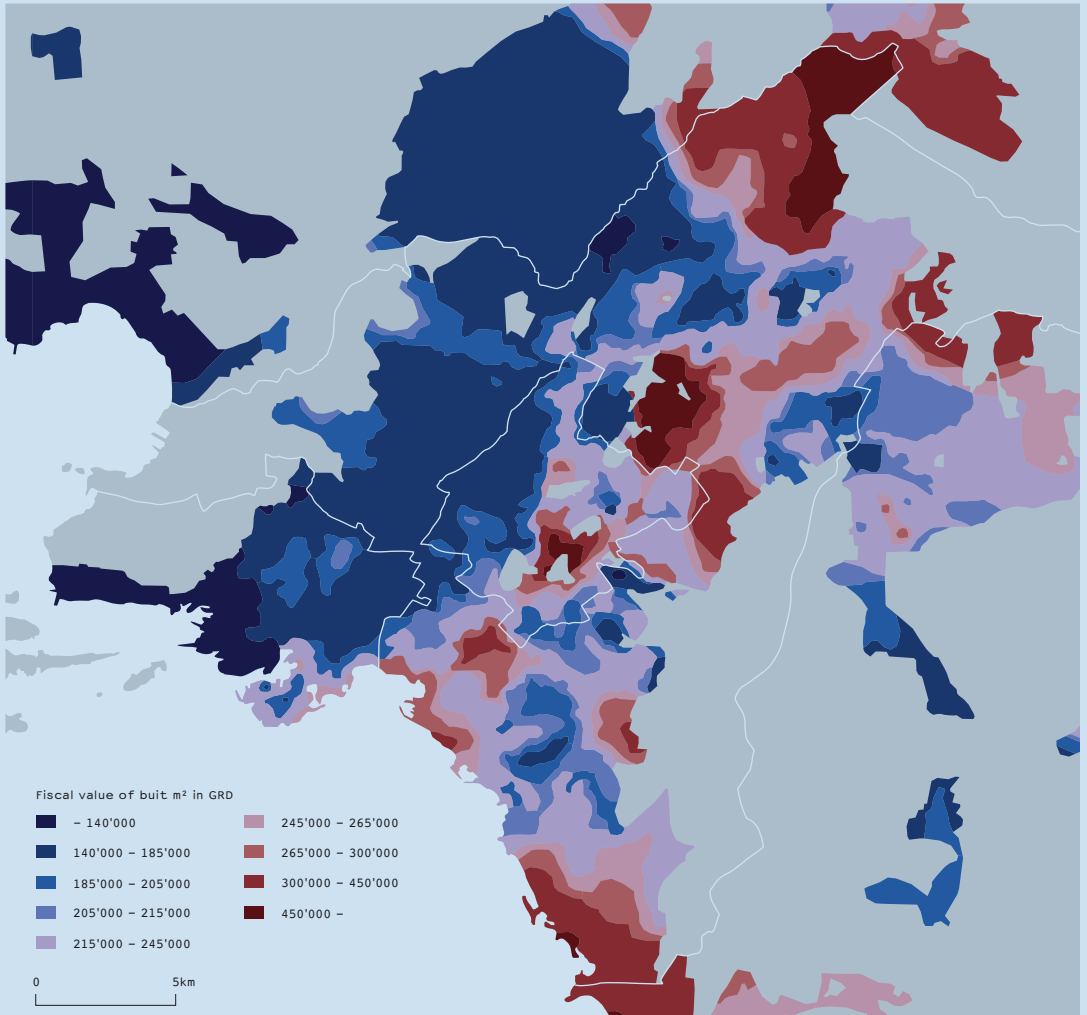 Fiscal value of buit m² in GRD
– 140'000
140'000 – 185'000
185'000 – 205'000
205'000 – 215'000
215'000 – 245'000
245'000 – 265'000
265'000 – 300'000
300'000 – 450'000
450'000 –
0 5km